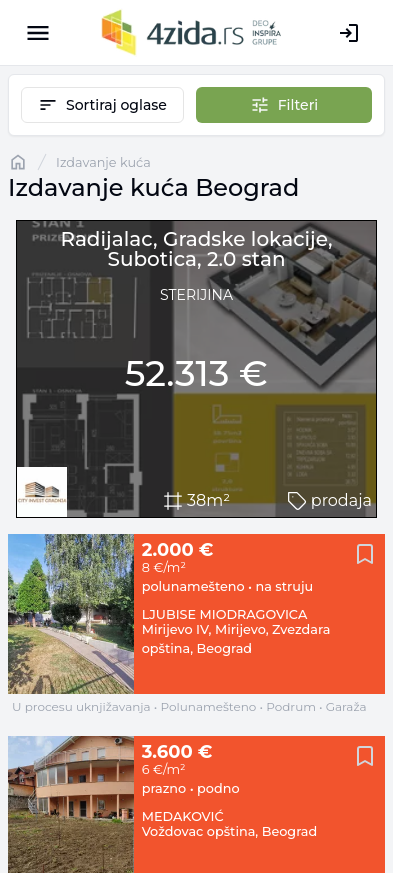 4zida.rs
DEO
INSPIRA
GRUPE
Sortiraj oglase
Filteri
Izdavanje kuća
Izdavanje kuća Beograd
STAN 1
PRIZE
Radijalac, Gradske lokacije,
Subotica, 2.0 stan
STERIJINA
52.313 €
CITY INVEST GRADNJA
38m²
prodaja
2.000 €
8 €/m²
polunamešteno • na struju
LJUBISE MIODRAGOVICA
Mirijevo IV, Mirijevo, Zvezdara
opština, Beograd
U procesu uknjižavanja • Polunamešteno • Podrum • Garaža
3.600 €
6 €/m²
prazno • podno
MEDAKOVIĆ
Voždovac opština, Beograd